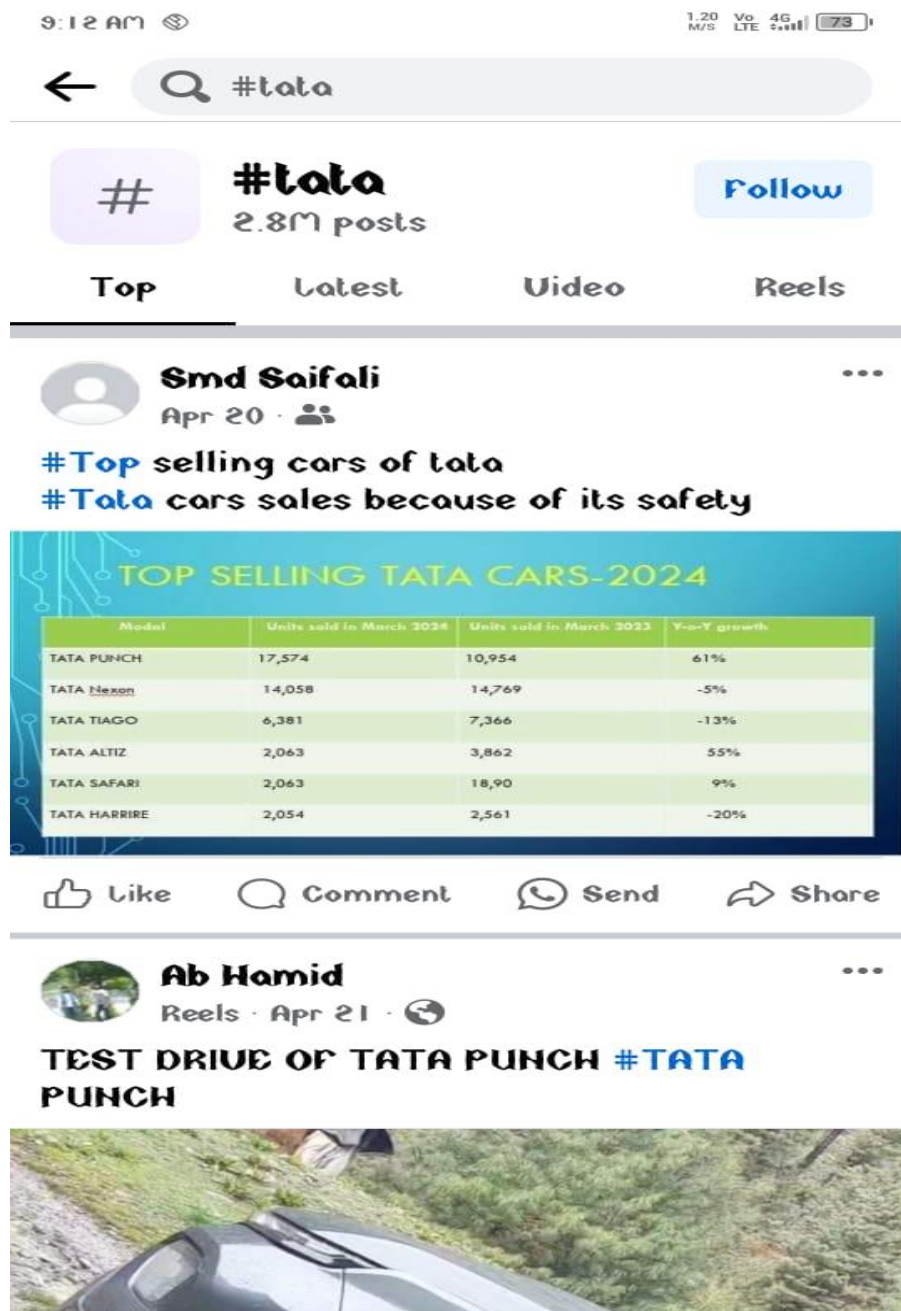 9:12 AM
1.20 M/S Vo LTE 4G 73
#tata
#tata
Follow
2.8M posts
Top Latest Video Reels
Smd Saifali
Apr 20 ·
#Top selling cars of tata
#Tata cars sales because of its safety
TOP SELLING TATA CARS-2024
Model Units sold in March 2024 Units sold in March 2023 Y-o-Y growth
TATA PUNCH 17,574 10,954 61%
TATA Nexon 14,058 14,769 -5%
TATA TIAGO 6,381 7,366 -13%
TATA ALTIZ 2,063 3,862 55%
TATA SAFARI 2,063 18,90 9%
TATA HARRIRE 2,054 2,561 -20%
Like Comment Send Share
Ab Hamid
Reels · Apr 21 ·
TEST DRIVE OF TATA PUNCH #TATA
PUNCH